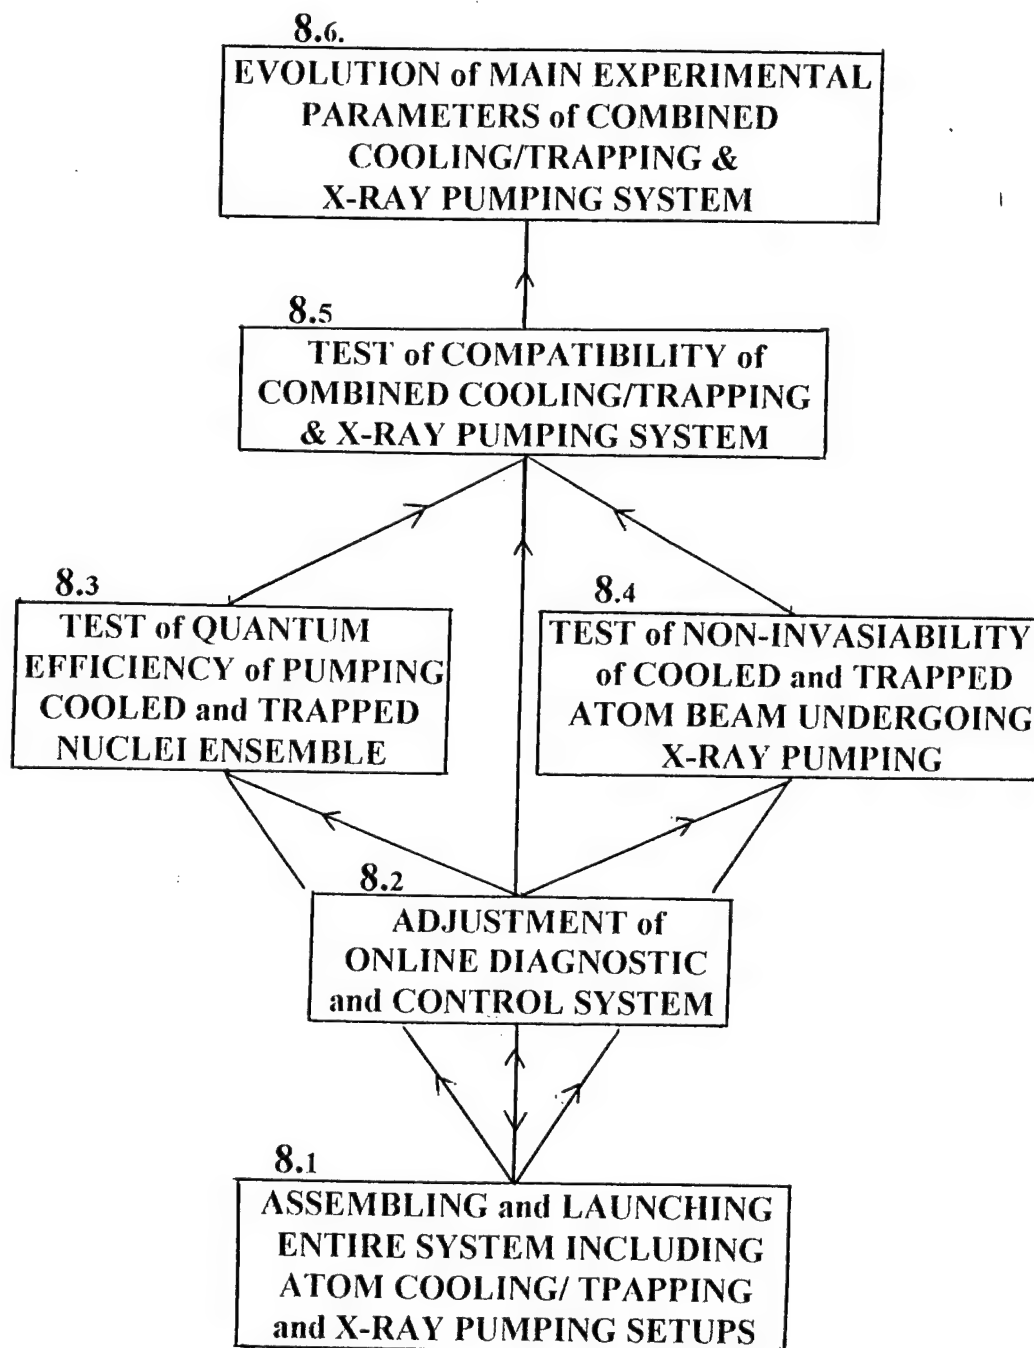 8.6.
EVOLUTION of MAIN EXPERIMENTAL
PARAMETERS of COMBINED
COOLING/TRAPPING &
X-RAY PUMPING SYSTEM
8.5
TEST of COMPATIBILITY of
COMBINED COOLING/TRAPPING
& X-RAY PUMPING SYSTEM
8.3
TEST of QUANTUM
EFFICIENCY of PUMPING
COOLED and TRAPPED
NUCLEI ENSEMBLE
8.4
TEST of NON-INVASIABILITY
of COOLED and TRAPPED
ATOM BEAM UNDERGOING
X-RAY PUMPING
8.2
ADJUSTMENT of
ONLINE DIAGNOSTIC
and CONTROL SYSTEM
8.1
ASSEMBLING and LAUNCHING
ENTIRE SYSTEM INCLUDING
ATOM COOLING/ TPAPPING
and X-RAY PUMPING SETUPS